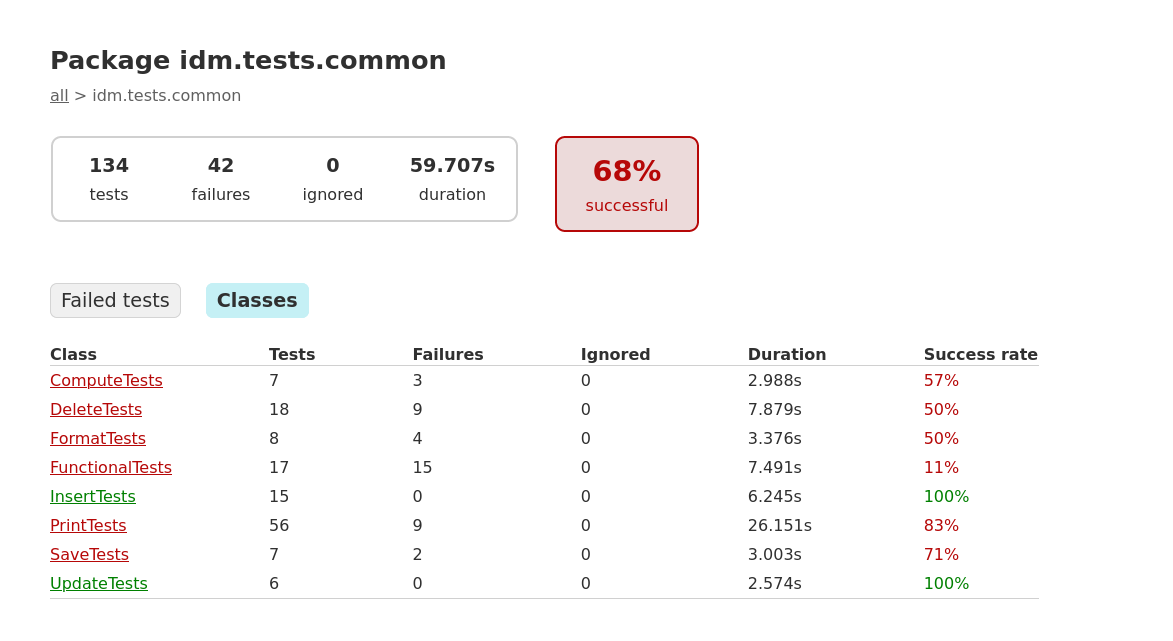 Package idm.tests.common
all > idm.tests.common
134 42 0 59.707s
tests failures ignored duration
68%
successful
Failed tests Classes
Class Tests Failures Ignored Duration Success rate
ComputeTests 7 3 0 2.988s 57%
DeleteTests 18 9 0 7.879s 50%
FormatTests 8 4 0 3.376s 50%
FunctionalTests 17 15 0 7.491s 11%
InsertTests 15 0 0 6.245s 100%
PrintTests 56 9 0 26.151s 83%
SaveTests 7 2 0 3.003s 71%
UpdateTests 6 0 0 2.574s 100%